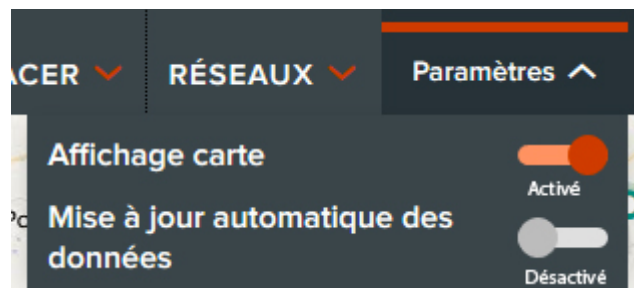 ACER
RÉSEAUX
Paramètres
Affichage carte
Activé
Mise à jour automatique des
données
Désactivé